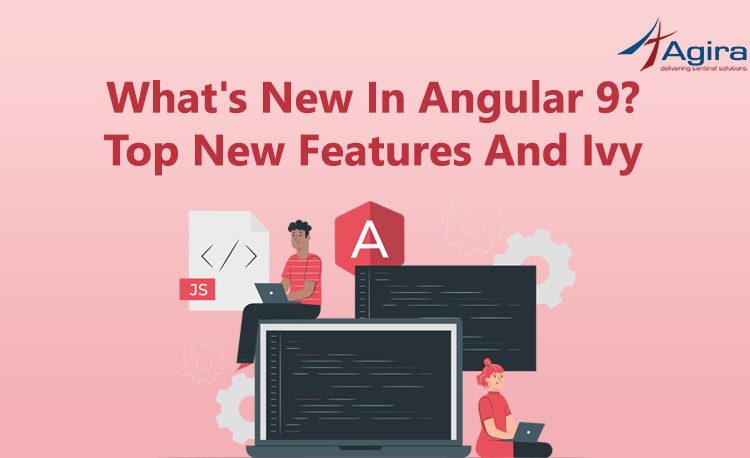 Agira
delivering sentinel solutions
What's New In Angular 9?
Top New Features And Ivy
</>
JS
A